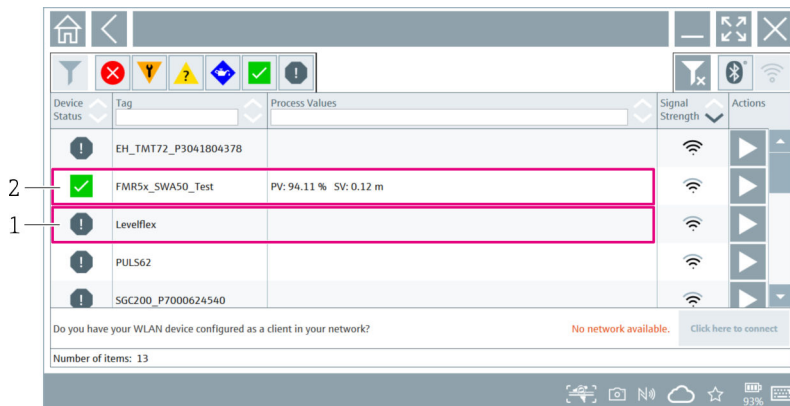 Device Status
Tag
Process Values
Signal Strength
Actions
EH_TMT72_P3041804378
2
FMR5x_SWA50_Test PV: 94.11 % SV: 0.12 m
1
Levelflex
PULS62
SGC200_P7000624540
Do you have your WLAN device configured as a client in your network? No network available. Click here to connect
Number of items: 13
93%